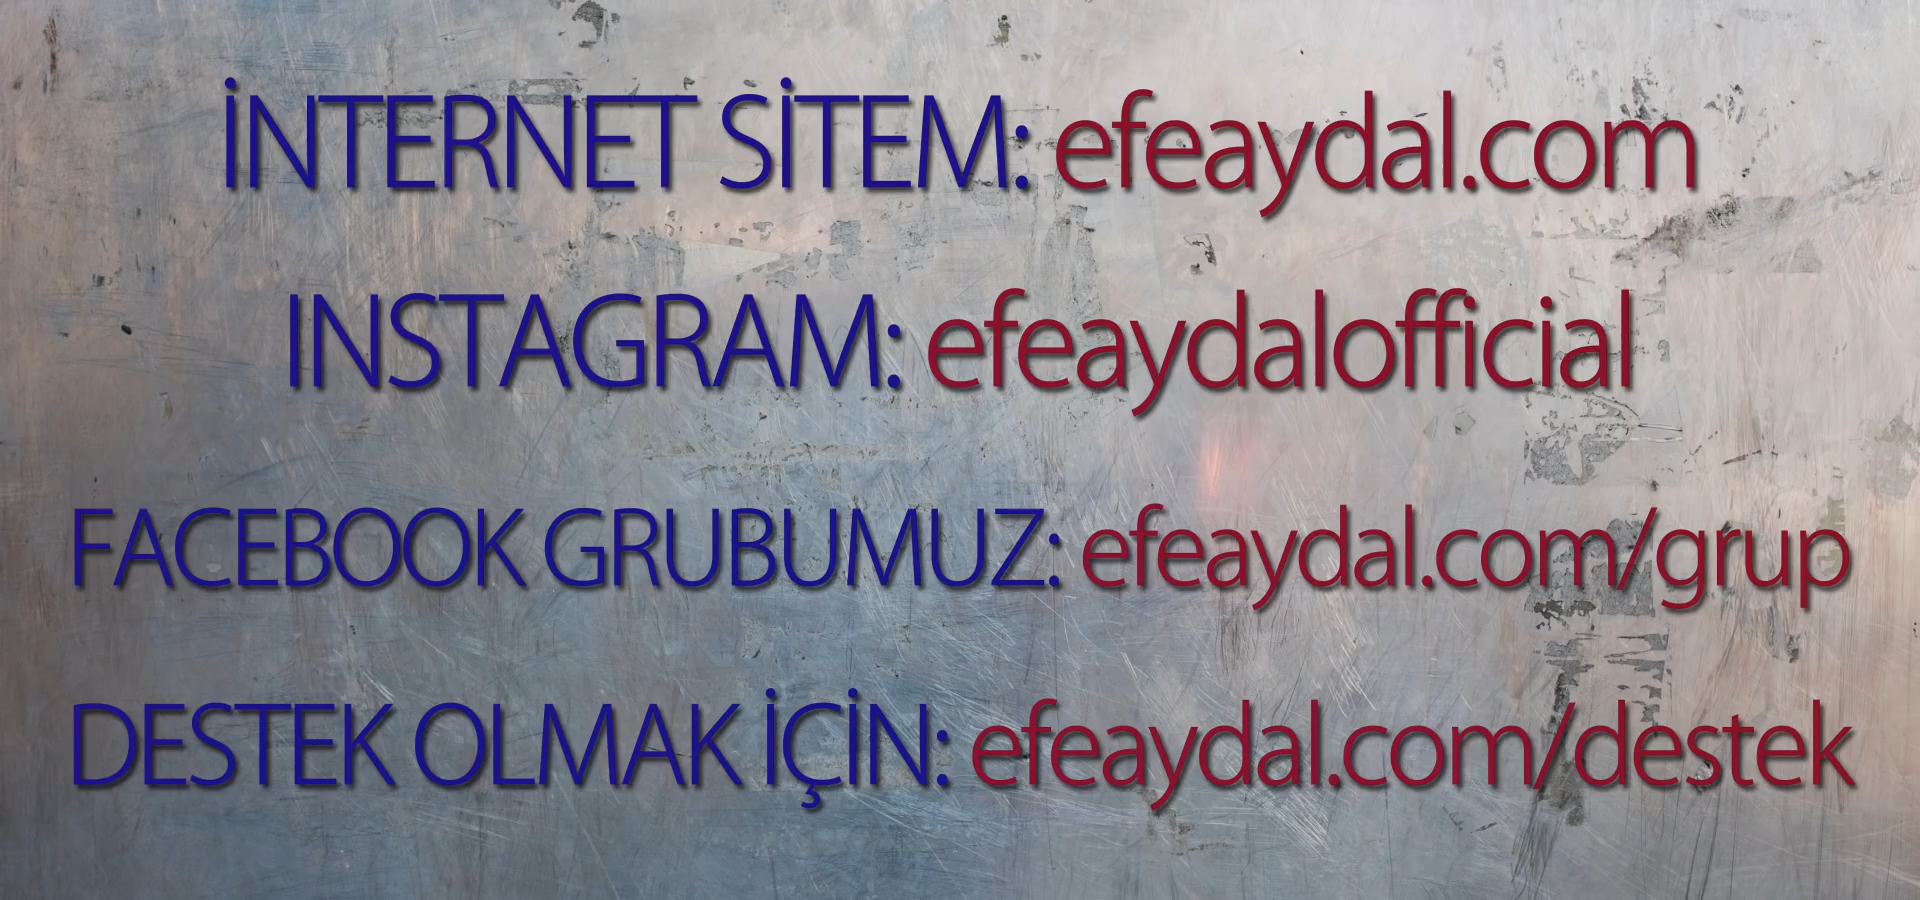 İNTERNET SİTEM: efeaydal.com
INSTAGRAM: efeaydalofficial
FACEBOOK GRUBUMUZ: efeaydal.com/grup
DESTEK OLMAK İÇİN: efeaydal.com/destek